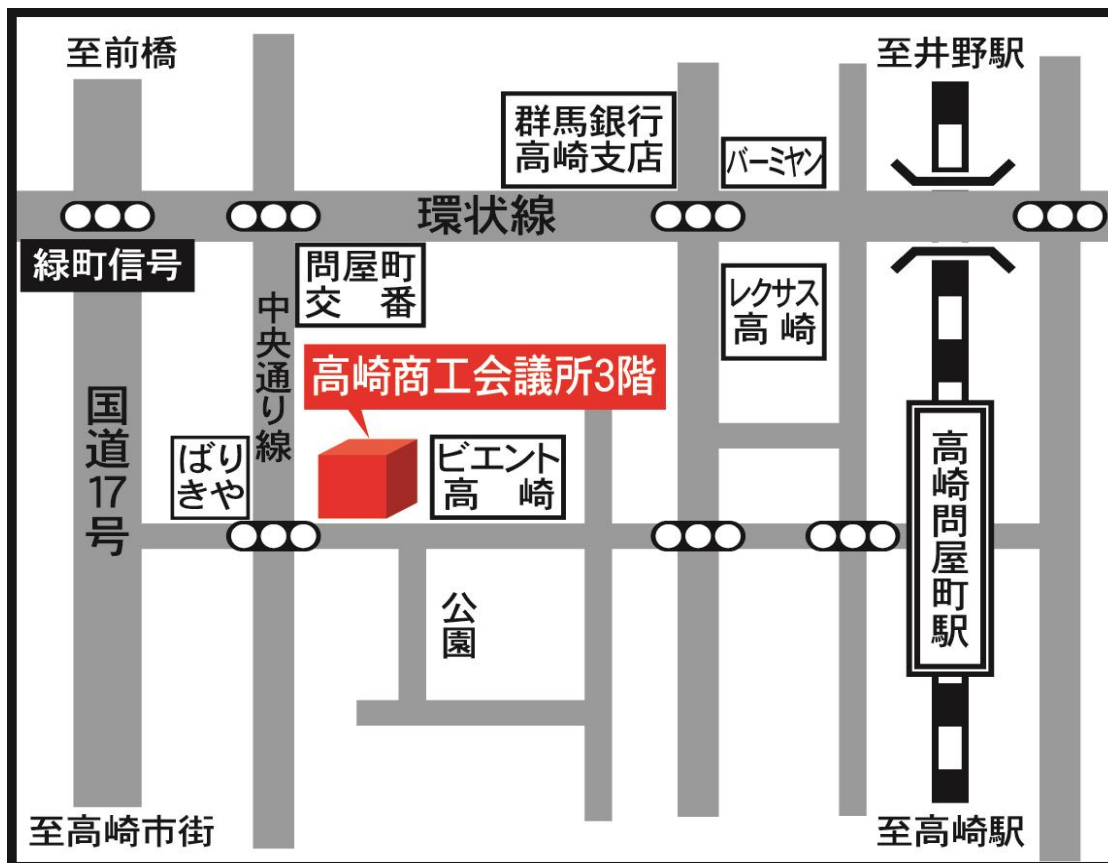 至前橋
至井野駅
群馬銀行
高崎支店
バーミヤン
環状線
緑町信号
問屋町
交番
レクサス
高崎
中央通り線
高崎商工会議所3階
国道17号
ばり
きや
ビエント
高崎
高崎問屋町駅
公園
至高崎市街
至高崎駅